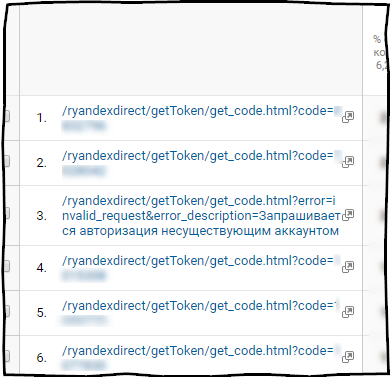 %
ко
6,2
1. /ryandexdirect/getToken/get_code.html?code=
2. /ryandexdirect/getToken/get_code.html?code=
3. /ryandexdirect/getToken/get_code.html?error=i
nvalid_request&error_description=Запрашивает
ся авторизация несуществующим аккаунтом
4. /ryandexdirect/getToken/get_code.html?code=
5. /ryandexdirect/getToken/get_code.html?code=
6. /ryandexdirect/getToken/get_code.html?code=